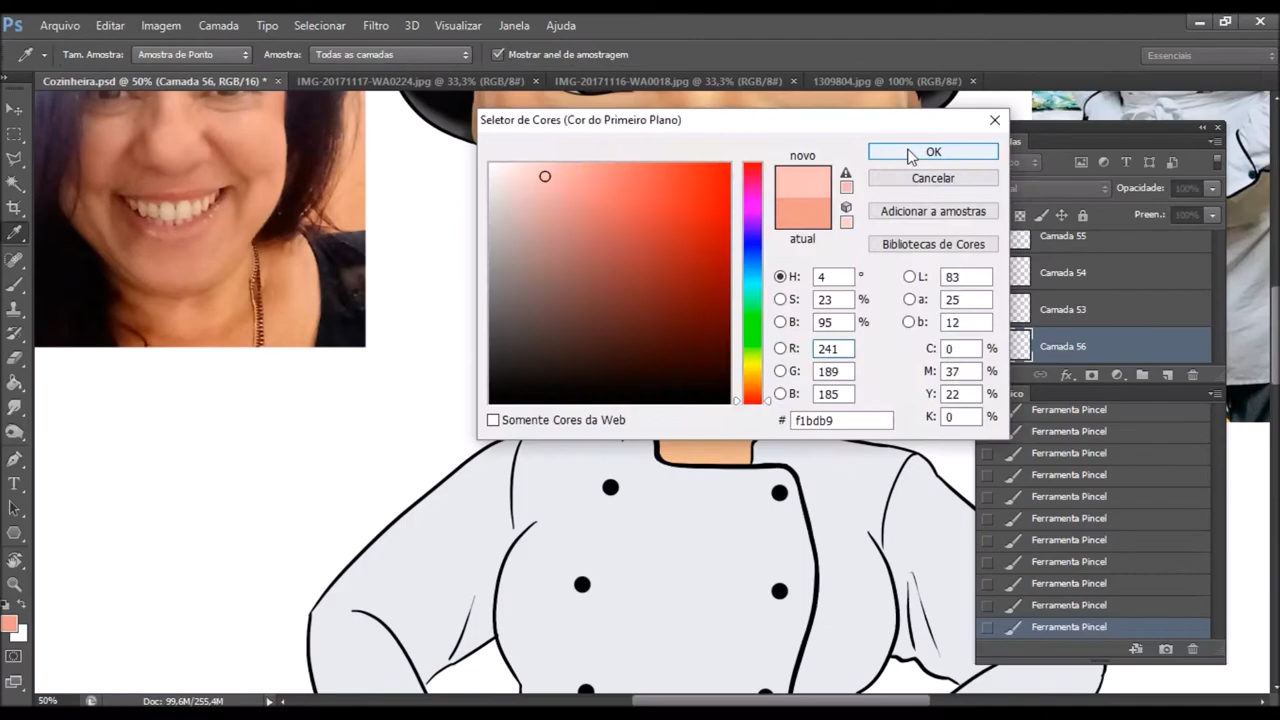 Ps Arquivo Editar Imagem Camada Tipo Selecionar Filtro 3D Visualizar Janela Ajuda
Tam. Amostra: Amostra de Ponto Amostra: Todas as camadas Mostrar anel de amostragem Essenciais
Cozinheira.psd @ 50% (Camada 56, RGB/16) * × IMG-20171117-WA0224.jpg @ 33,3% (RGB/8#) × IMG-20171116-WA0018.jpg @ 33,3% (RGB/8#) × 1309804.jpg @ 100% (RGB/8#) ×
Seletor de Cores (Cor do Primeiro Plano)
novo
atual
OK
Cancelar
Adicionar a amostras
Bibliotecas de Cores
H: 4 °
S: 23 %
B: 95 %
R: 241
G: 189
B: 185
L: 83
a: 25
b: 12
C: 0 %
M: 37 %
Y: 22 %
K: 0 %
Somente Cores da Web
# f1bdb9
Opacidade: 100%
Preen.: 100%
Camada 55
Camada 54
Camada 53
Camada 56
fx
Ferramenta Pincel
Ferramenta Pincel
Ferramenta Pincel
Ferramenta Pincel
Ferramenta Pincel
Ferramenta Pincel
Ferramenta Pincel
Ferramenta Pincel
Ferramenta Pincel
Ferramenta Pincel
Ferramenta Pincel
50% Doc: 99,6M/255,4M